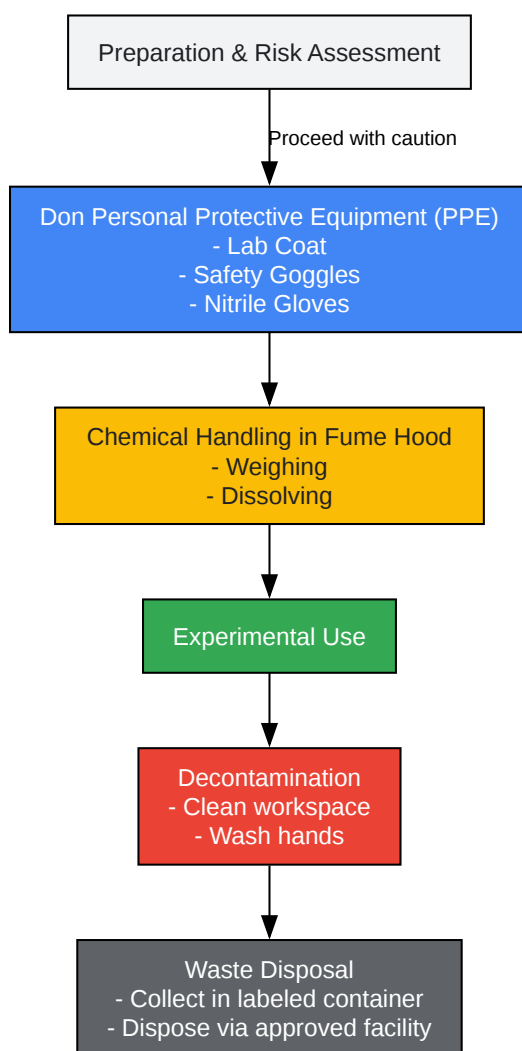 Preparation & Risk Assessment
Proceed with caution
Don Personal Protective Equipment (PPE)
- Lab Coat
- Safety Goggles
- Nitrile Gloves
Chemical Handling in Fume Hood
- Weighing
- Dissolving
Experimental Use
Decontamination
- Clean workspace
- Wash hands
Waste Disposal
- Collect in labeled container
- Dispose via approved facility